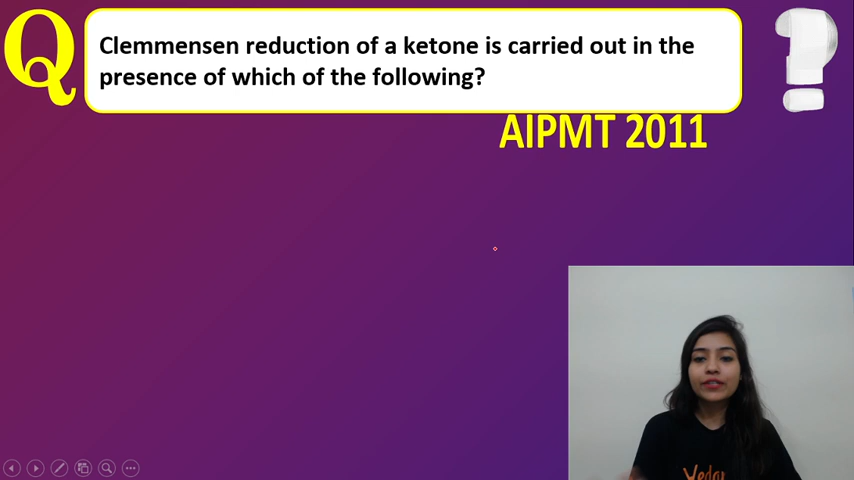 Q
Clemmensen reduction of a ketone is carried out in the
presence of which of the following?
AIPMT 2011